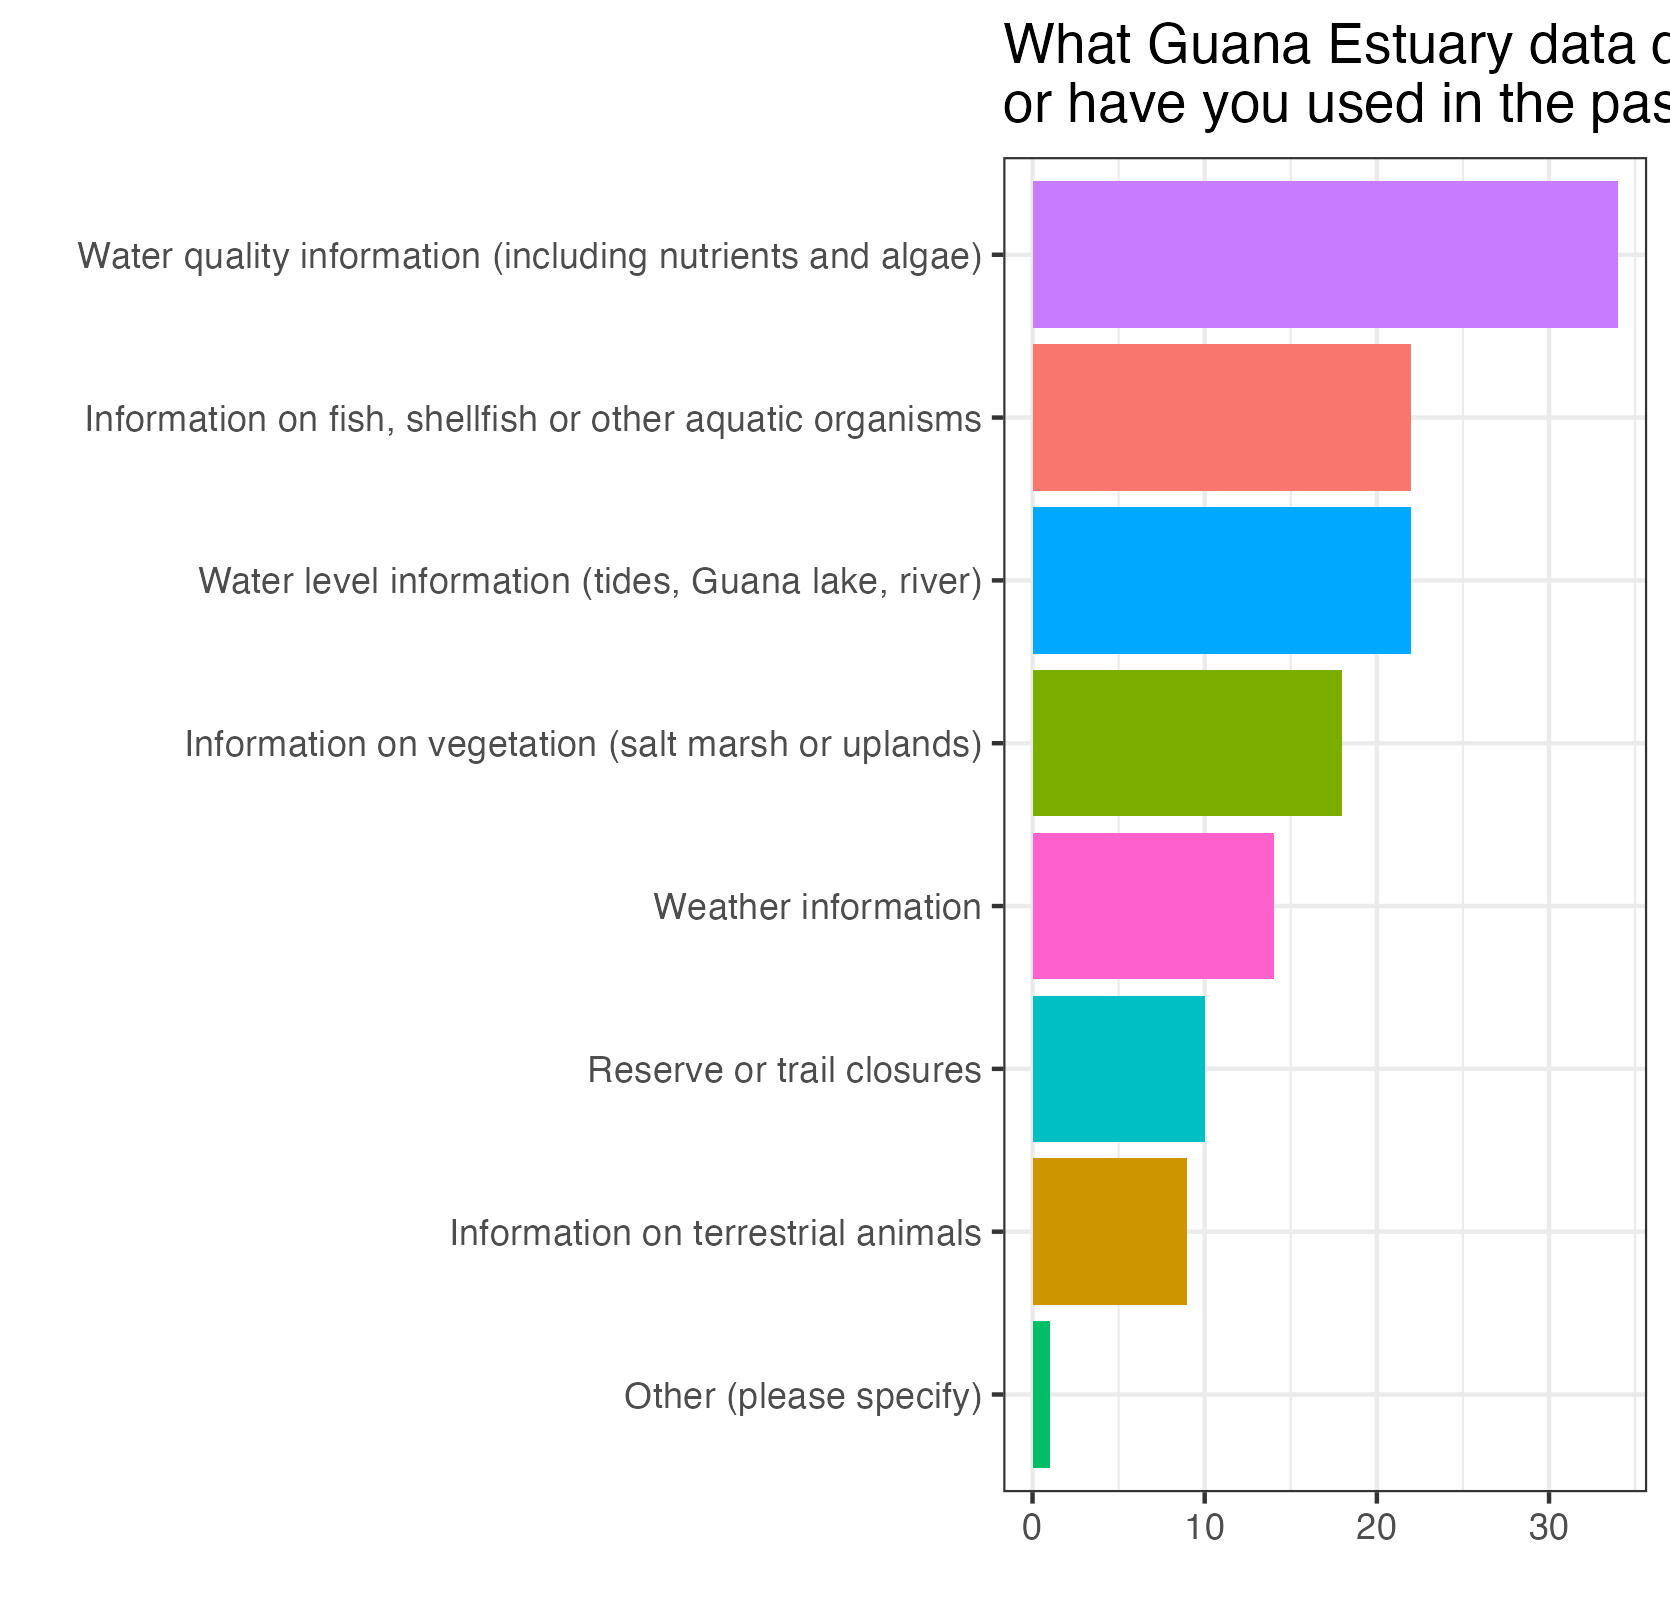 What Guana Estuary data
or have you used in the
Water quality information (including nutrients and algae)
Information on fish, shellfish or other aquatic organisms
Water level information (tides, Guana lake, river)
Information on vegetation (salt marsh or uplands)
Weather information
Reserve or trail closures
Information on terrestrial animals
Other (please specify)
0 10 20 30